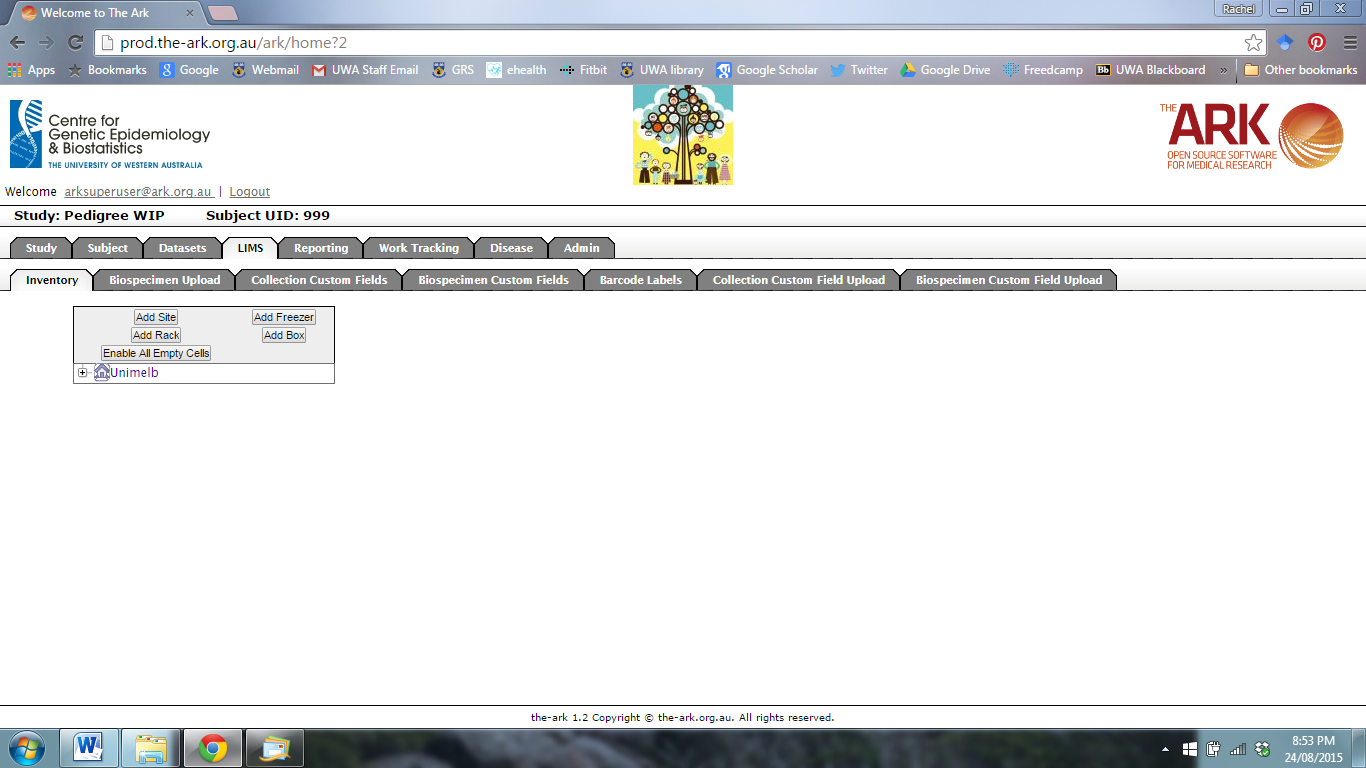 Welcome to The Ark
Rachel
prod.the-ark.org.au/ark/home?2
Apps Bookmarks Google Webmail UWA Staff Email GRS ehealth Fitbit UWA library Google Scholar Twitter Google Drive Freedcamp Bb UWA Blackboard » Other bookmarks
Centre for
Genetic Epidemiology
& Biostatistics
THE UNIVERSITY OF WESTERN AUSTRALIA
THE ARK
OPEN SOURCE SOFTWARE
FOR MEDICAL RESEARCH
Welcome arksuperuser@ark.org.au | Logout
Study: Pedigree WIP Subject UID: 999
Study Subject Datasets LIMS Reporting Work Tracking Disease Admin
Inventory Biospecimen Upload Collection Custom Fields Biospecimen Custom Fields Barcode Labels Collection Custom Field Upload Biospecimen Custom Field Upload
Add Site Add Freezer
Add Rack Add Box
Enable All Empty Cells
Unimelb
the-ark 1.2 Copyright © the-ark.org.au. All rights reserved.
8:53 PM
24/08/2015